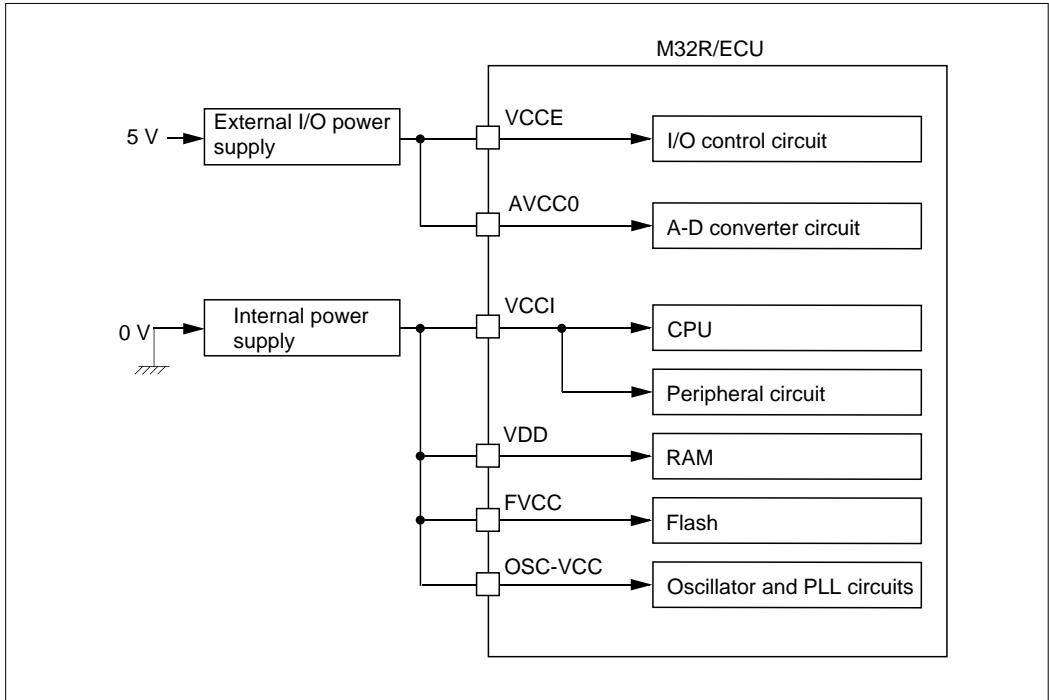 M32R/ECU
5 V
External I/O power
supply
VCCE
I/O control circuit
AVCC0
A-D converter circuit
0 V
Internal power
supply
VCCI
CPU
Peripheral circuit
VDD
RAM
FVCC
Flash
OSC-VCC
Oscillator and PLL circuits